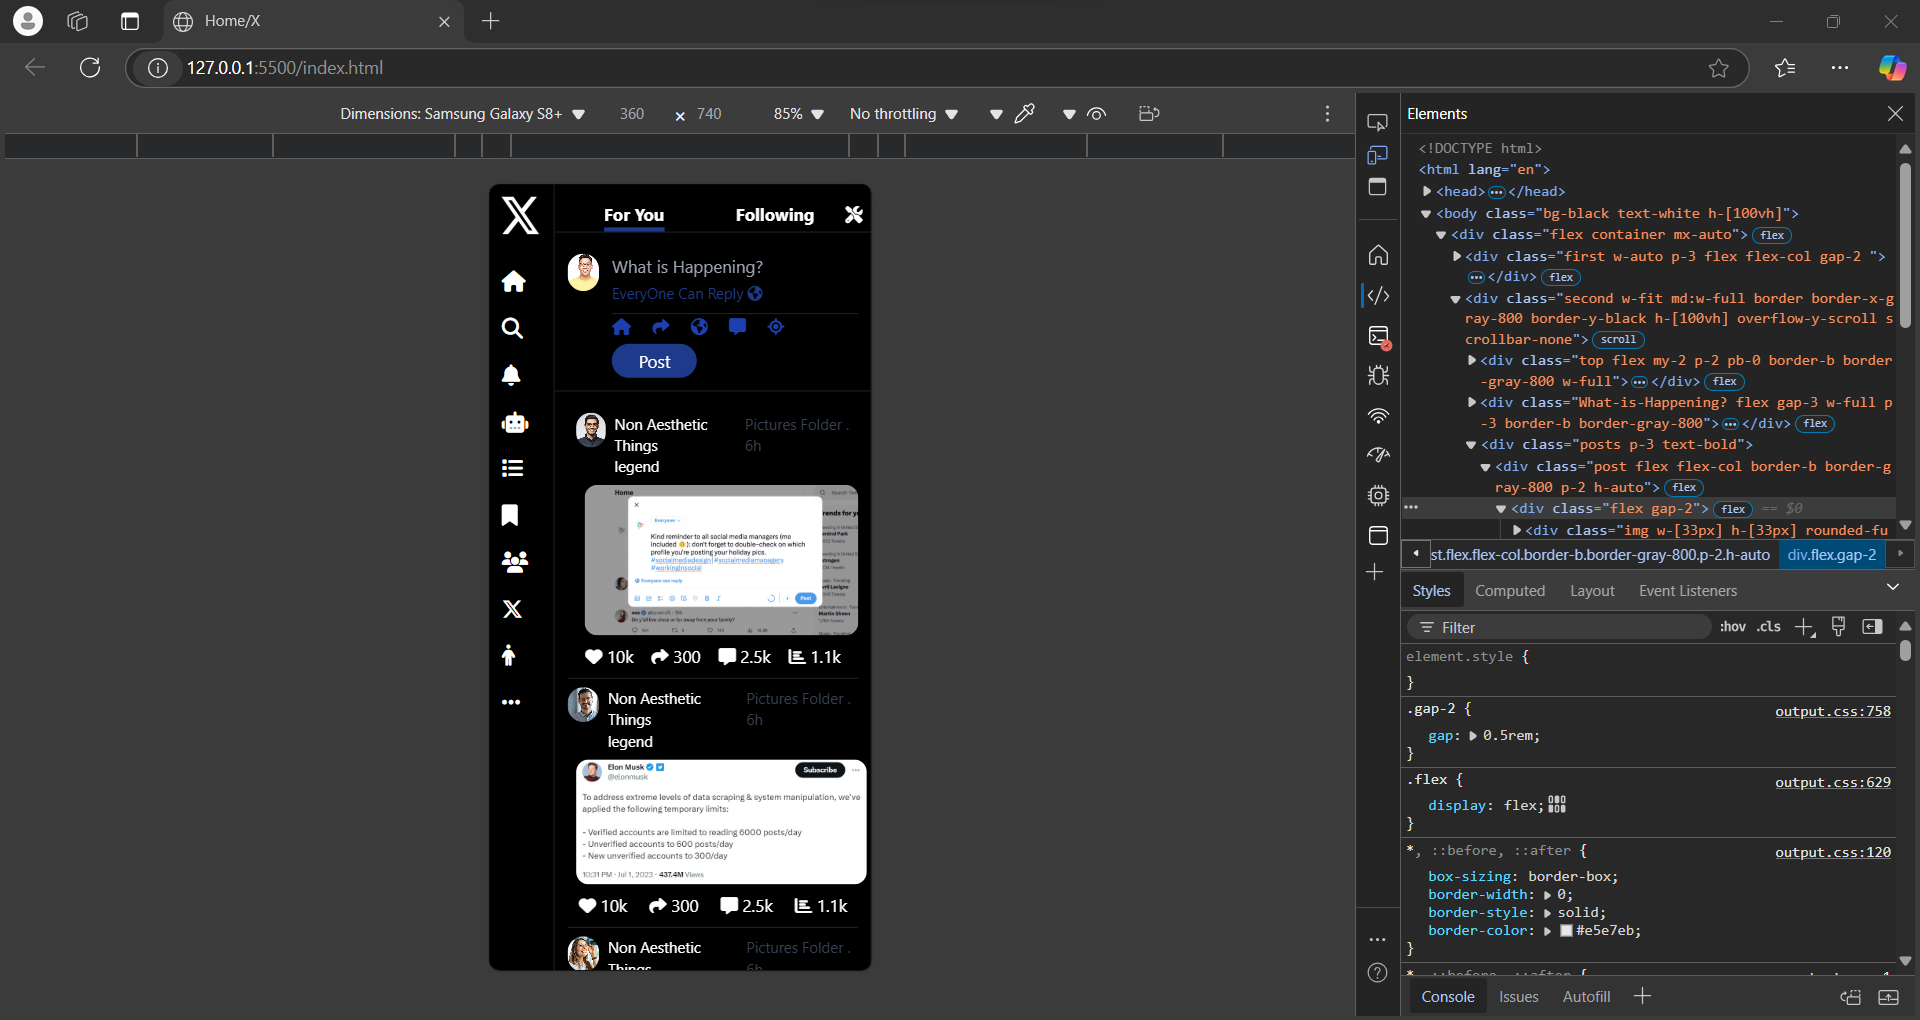 Home/X
127.0.0.1:5500/index.html
Dimensions: Samsung Galaxy S8+ 360 × 740 85% No throttling
For You Following
What is Happening?
EveryOne Can Reply
Post
Non Aesthetic Things legend
Pictures Folder . 6h
Home
Everyone
Kind reminder to all social media managers (me
included 😬): don't forget to double-check on which
profile you're posting your holiday pics.
#socialmediadesign|#socialmediamanagers
#workinginsocial
Everyone can reply
Post
Martin Sheen
10k 300 2.5k 1.1k
Non Aesthetic Things legend
Pictures Folder . 6h
Elon Musk
@elonmusk
Subscribe
To address extreme levels of data scraping & system manipulation, we've
applied the following temporary limits:
- Verified accounts are limited to reading 6000 posts/day
- Unverified accounts to 600 posts/day
- New unverified accounts to 300/day
10:31 PM · Jul 1, 2023 · 437.4M Views
10k 300 2.5k 1.1k
Non Aesthetic Things
Pictures Folder . 6h
Elements
<!DOCTYPE html>
<html lang="en">
<head>…</head>
<body class="bg-black text-white h-[100vh]">
<div class="flex container mx-auto"> flex
<div class="first w-auto p-3 flex flex-col gap-2 ">
…</div> flex
<div class="second w-fit md:w-full border border-x-g
ray-800 border-y-black h-[100vh] overflow-y-scroll s
crollbar-none"> scroll
<div class="top flex my-2 p-2 pb-0 border-b border
-gray-800 w-full">…</div> flex
<div class="What-is-Happening? flex gap-3 w-full p
-3 border-b border-gray-800">…</div> flex
<div class="posts p-3 text-bold">
<div class="post flex flex-col border-b border-g
ray-800 p-2 h-auto"> flex
<div class="flex gap-2"> flex == $0
<div class="img w-[33px] h-[33px] rounded-fu
st.flex.flex-col.border-b.border-gray-800.p-2.h-auto div.flex.gap-2
Styles Computed Layout Event Listeners
Filter :hov .cls
element.style {
}
.gap-2 { output.css:758
gap: 0.5rem;
}
.flex { output.css:629
display: flex;
}
*, ::before, ::after { output.css:120
box-sizing: border-box;
border-width: 0;
border-style: solid;
border-color: #e5e7eb;
}
Console Issues Autofill